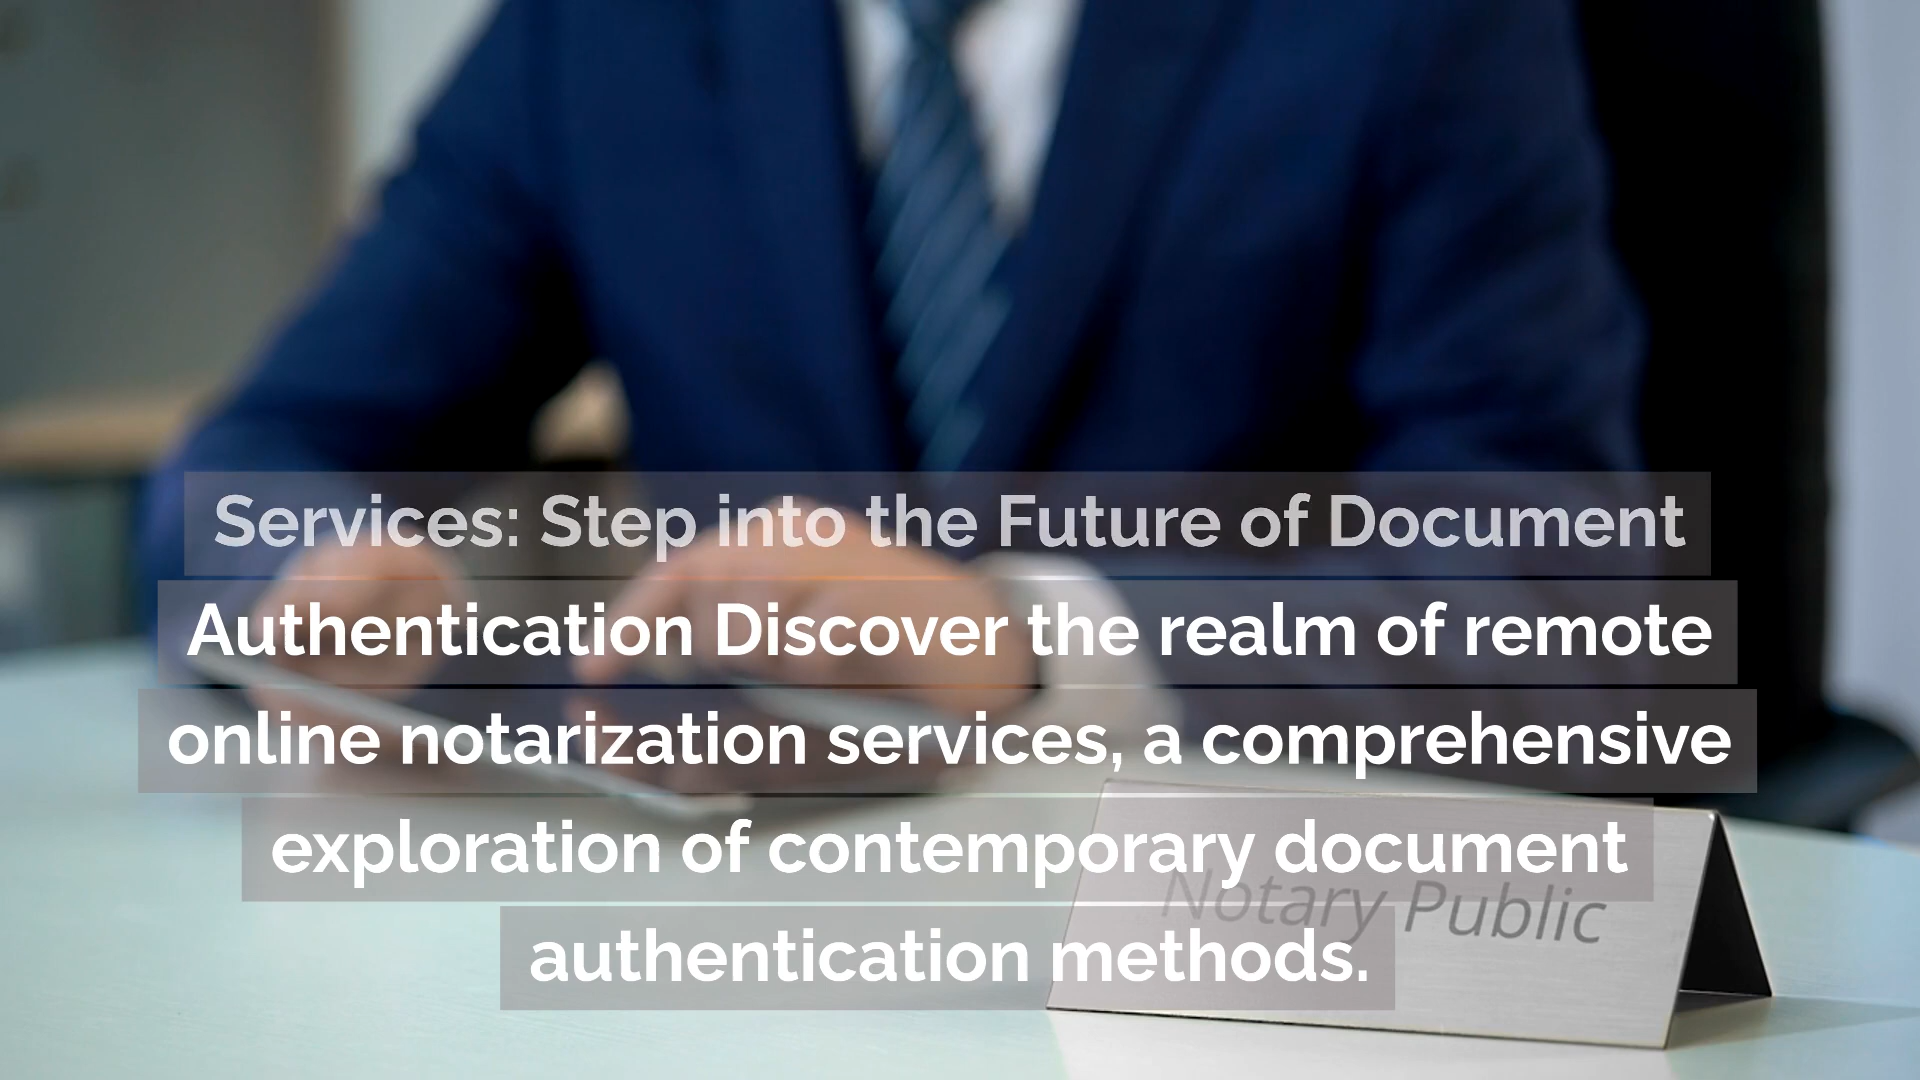 Services: Step into the Future of Document
Authentication Discover the realm of remote
online notarization services, a comprehensive
exploration of contemporary document
authentication methods.
Notary Public